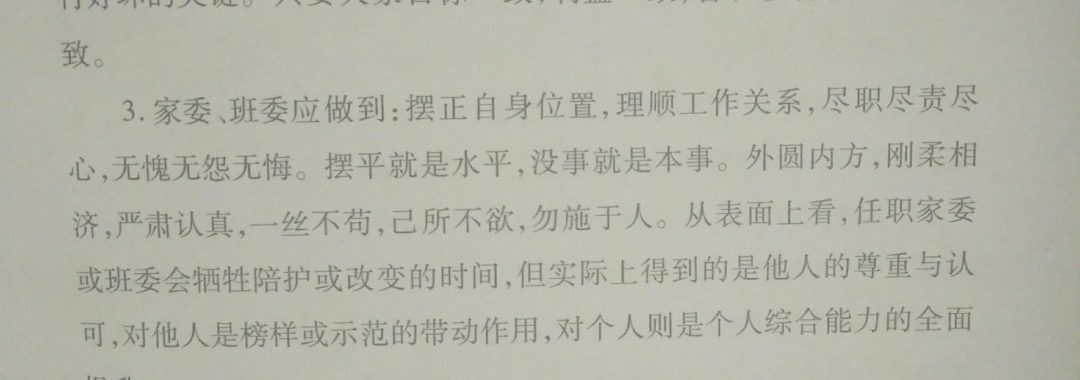 致。
3. 家委、班委应做到:摆正自身位置,理顺工作关系,尽职尽责尽
心,无愧无怨无悔。摆平就是水平,没事就是本事。外圆内方,刚柔相
济,严肃认真,一丝不苟,己所不欲,勿施于人。从表面上看,任职家委
或班委会牺牲陪护或改变的时间,但实际上得到的是他人的尊重与认
可,对他人是榜样或示范的带动作用,对个人则是个人综合能力的全面